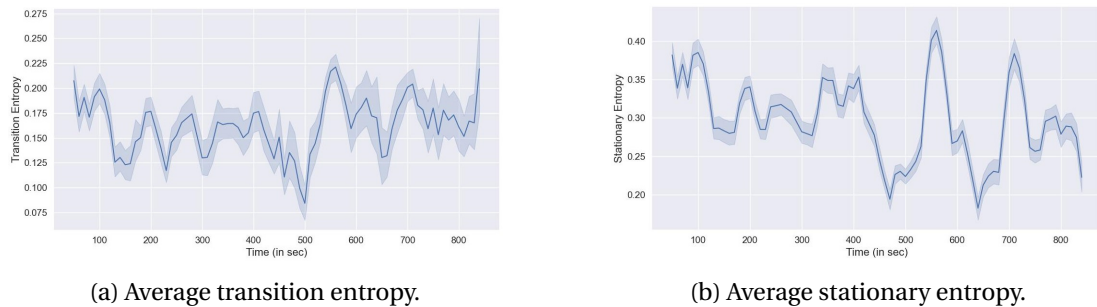 0.275
0.250
0.225
0.200
0.175
0.150
0.125
0.100
0.075
Transition Entropy
100 200 300 400 500 600 700 800
Time (in sec)
(a) Average transition entropy.
0.40
0.35
0.30
0.25
0.20
Stationary Entropy
100 200 300 400 500 600 700 800
Time (in sec)
(b) Average stationary entropy.